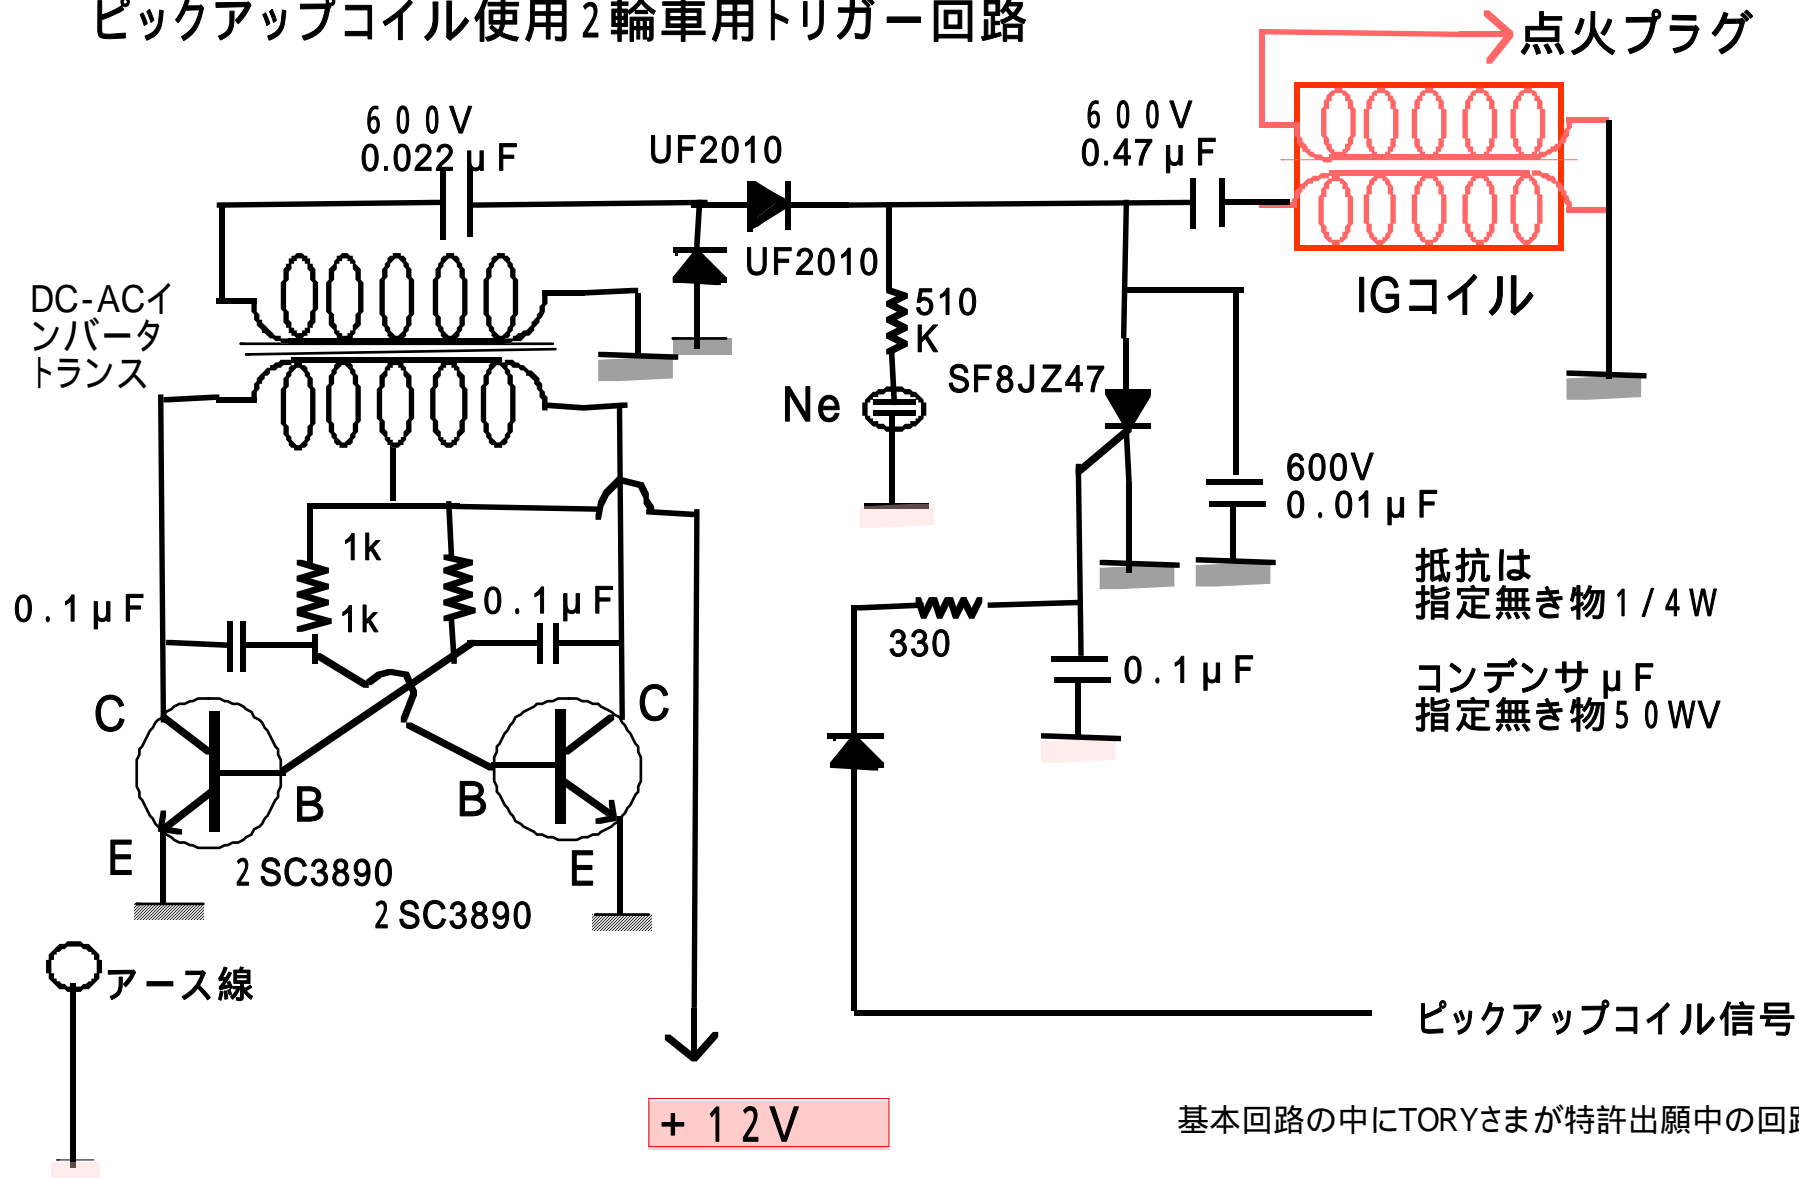 ピックアップコイル使用2輪車用トリガー回路
点火プラグ
600V
0.022μF
UF2010
600V
0.47μF
UF2010
IGコイル
DC-ACイ
ンバータ
トランス
510
K
SF8JZ47
Ne
600V
0.01μF
1k
抵抗は
指定無き物1/4W
0.1μF
1k
0.1μF
330
0.1μF
コンデンサμF
指定無き物50WV
C
C
B
B
E
E
2SC3890
2SC3890
アース線
ピックアップコイル信号
+12V
基本回路の中にTORYさまが特許出願中の回路